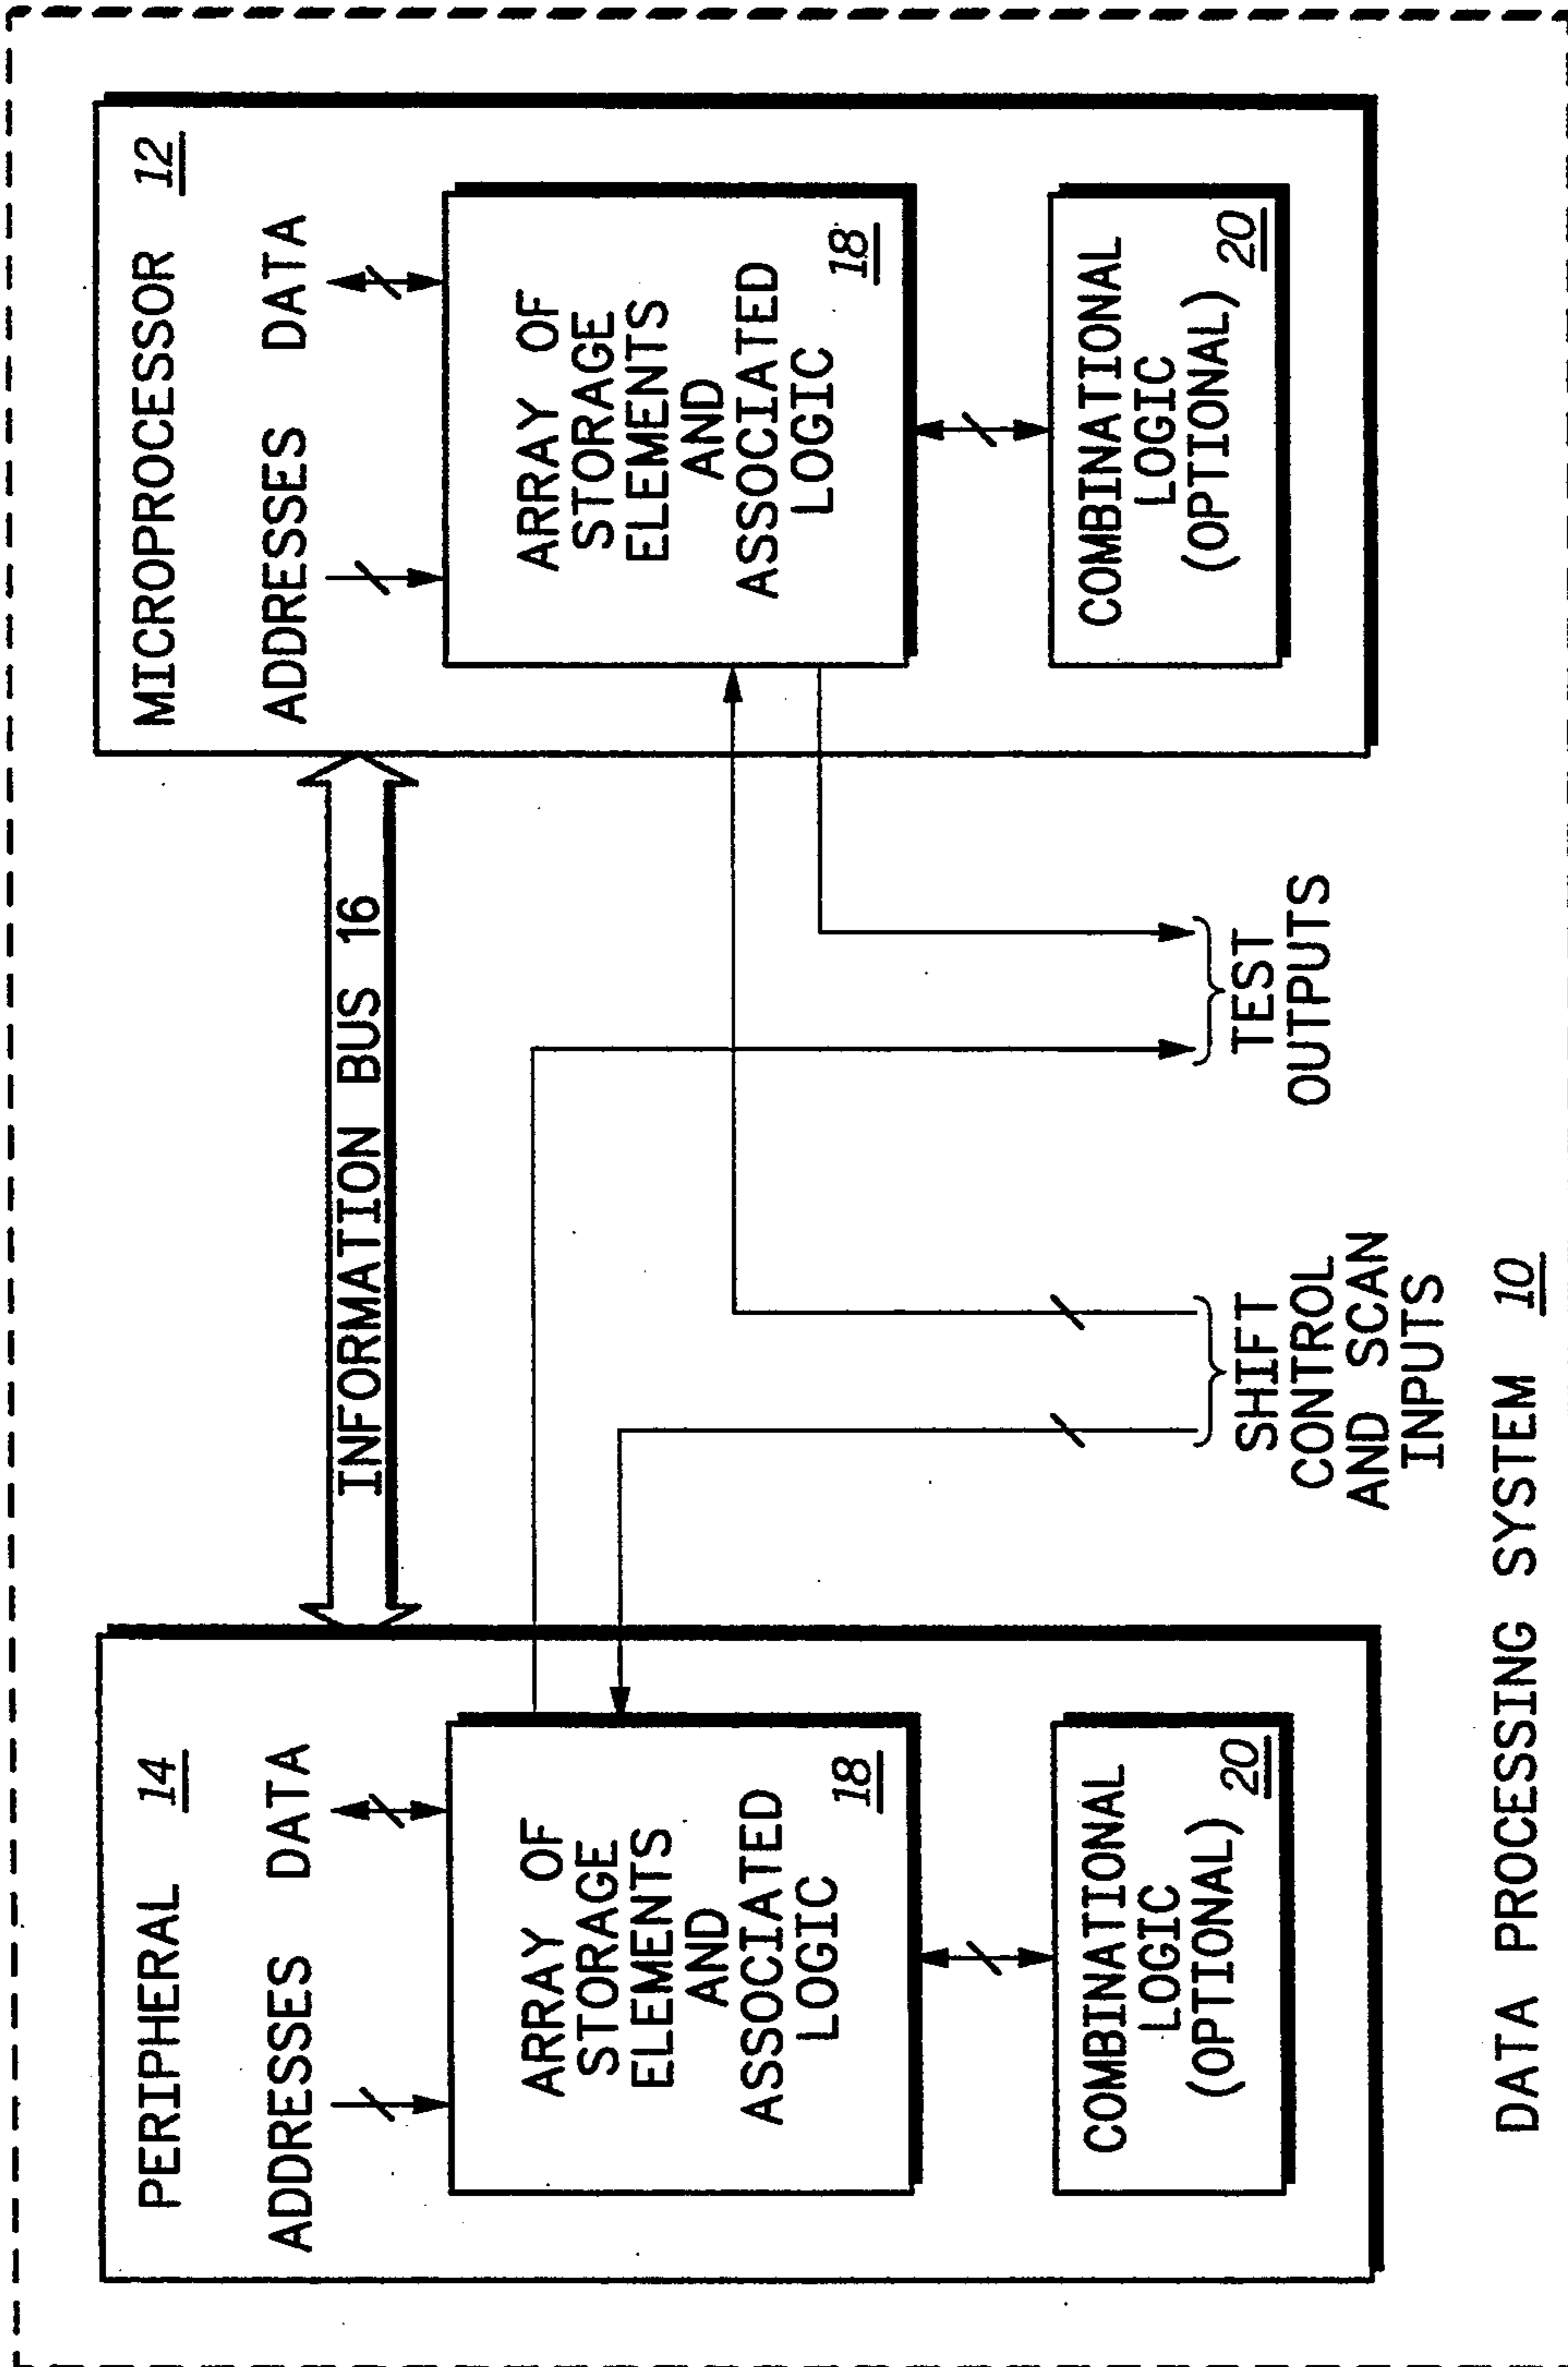 PERIPHERAL 14
ADDRESSES DATA
ARRAY OF
STORAGE
ELEMENTS
AND
ASSOCIATED
LOGIC
18
COMBINATIONAL
LOGIC
(OPTIONAL)
20
INFORMATION BUS 16
SHIFT
CONTROL
AND SCAN
INPUTS
TEST
OUTPUTS
MICROPROCESSOR 12
ADDRESSES DATA
ARRAY OF
STORAGE
ELEMENTS
AND
ASSOCIATED
LOGIC
18
COMBINATIONAL
LOGIC
(OPTIONAL)
20
DATA PROCESSING SYSTEM 10